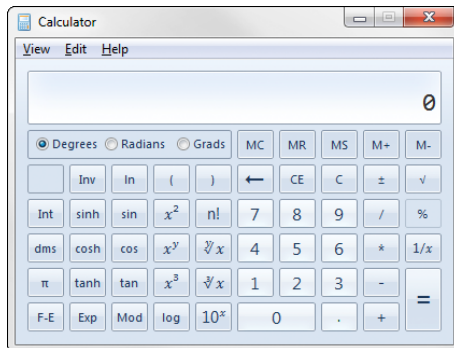 Calculator
View Edit Help
0
Degrees Radians Grads MC MR MS M+ M-
Inv ln ( ) ← CE C ± √
Int sinh sin x² n! 7 8 9 / %
dms cosh cos xʸ ʸ√x 4 5 6 * 1/x
π tanh tan x³ ³√x 1 2 3 - =
F-E Exp Mod log 10ˣ 0 . +